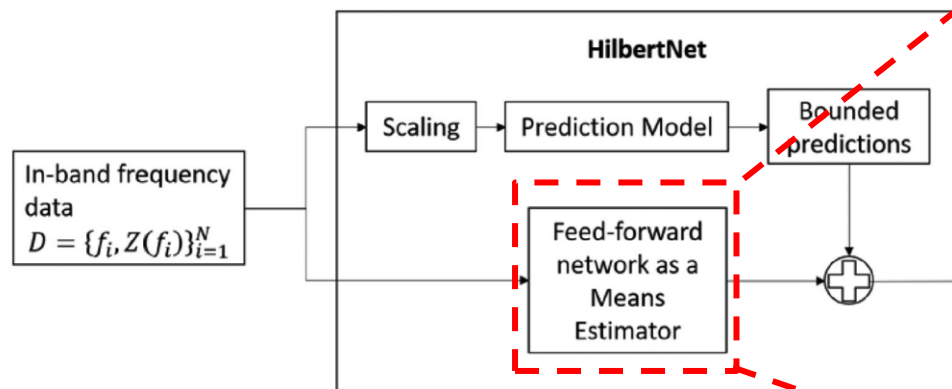 HilbertNet
Scaling
Prediction Model
Bounded
predictions
In-band frequency
data
$D = \{f_i, Z(f_i)\}_{i=1}^{N}$
Feed-forward
network as a
Means
Estimator